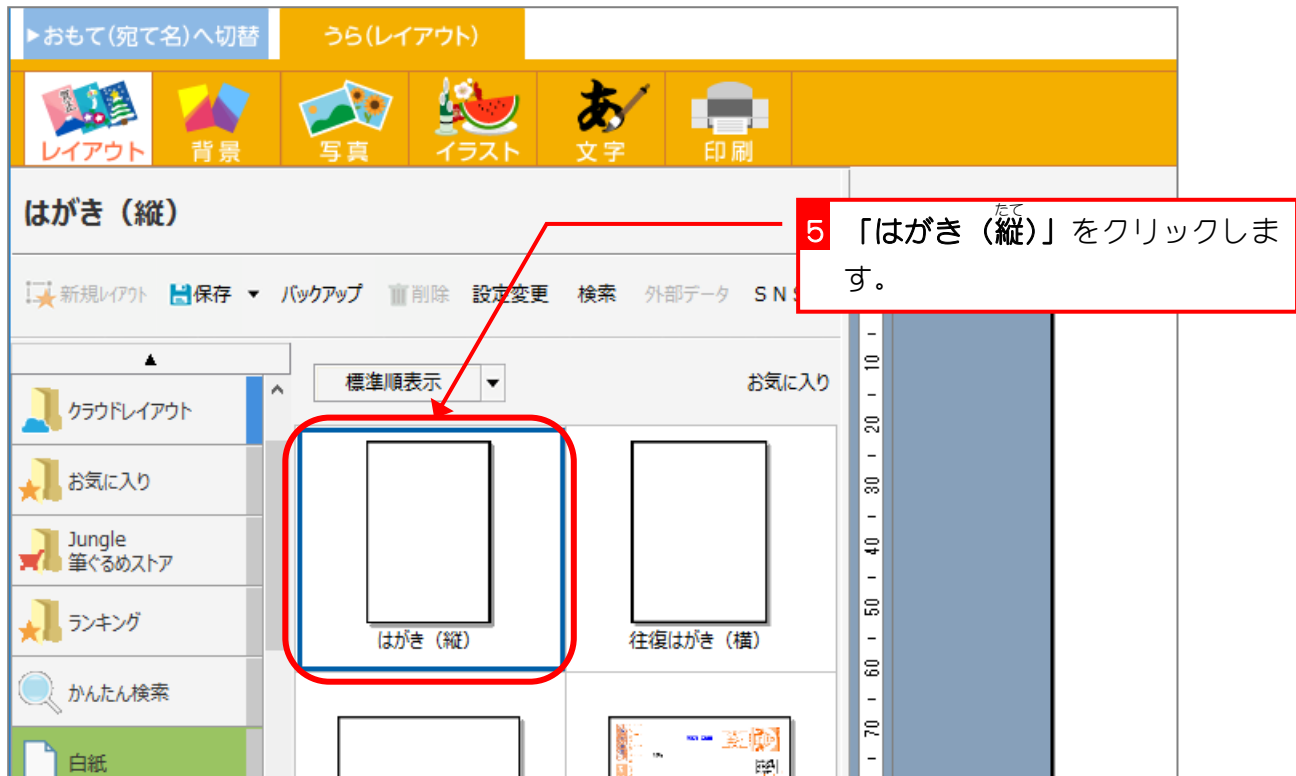 ▶おもて(宛て名)へ切替
うら(レイアウト)
レイアウト
背景
写真
イラスト
あ
文字
印刷
はがき（縦）
5 「はがき（縦）」をクリックしま
たて
す。
新規レイアウト 保存 ▼ バックアップ 削除 設定変更 検索 外部データ SN
▲
標準順表示 ▼
お気に入り
クラウドレイアウト
お気に入り
Jungle
筆ぐるめストア
ランキング
かんたん検索
白紙
はがき（縦）
往復はがき（横）
10
20
30
40
50
60
70